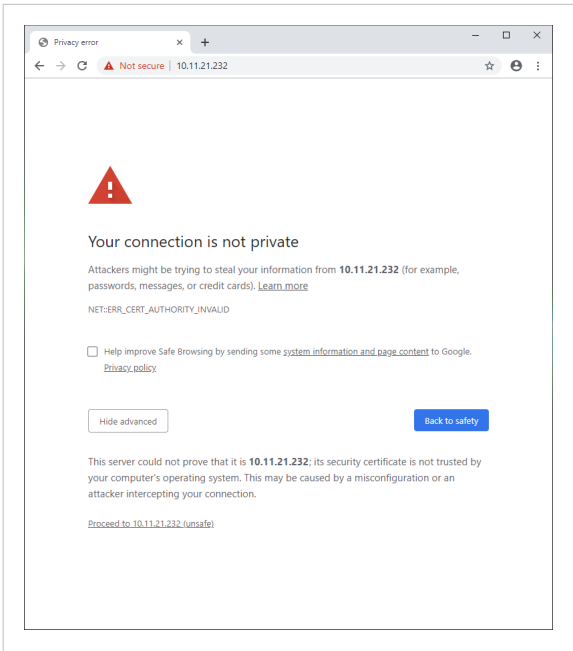 Privacy error
Not secure | 10.11.21.232
Your connection is not private
Attackers might be trying to steal your information from 10.11.21.232 (for example,
passwords, messages, or credit cards). Learn more
NET::ERR_CERT_AUTHORITY_INVALID
Help improve Safe Browsing by sending some system information and page content to Google.
Privacy policy
Hide advanced
Back to safety
This server could not prove that it is 10.11.21.232; its security certificate is not trusted by
your computer's operating system. This may be caused by a misconfiguration or an
attacker intercepting your connection.
Proceed to 10.11.21.232 (unsafe)